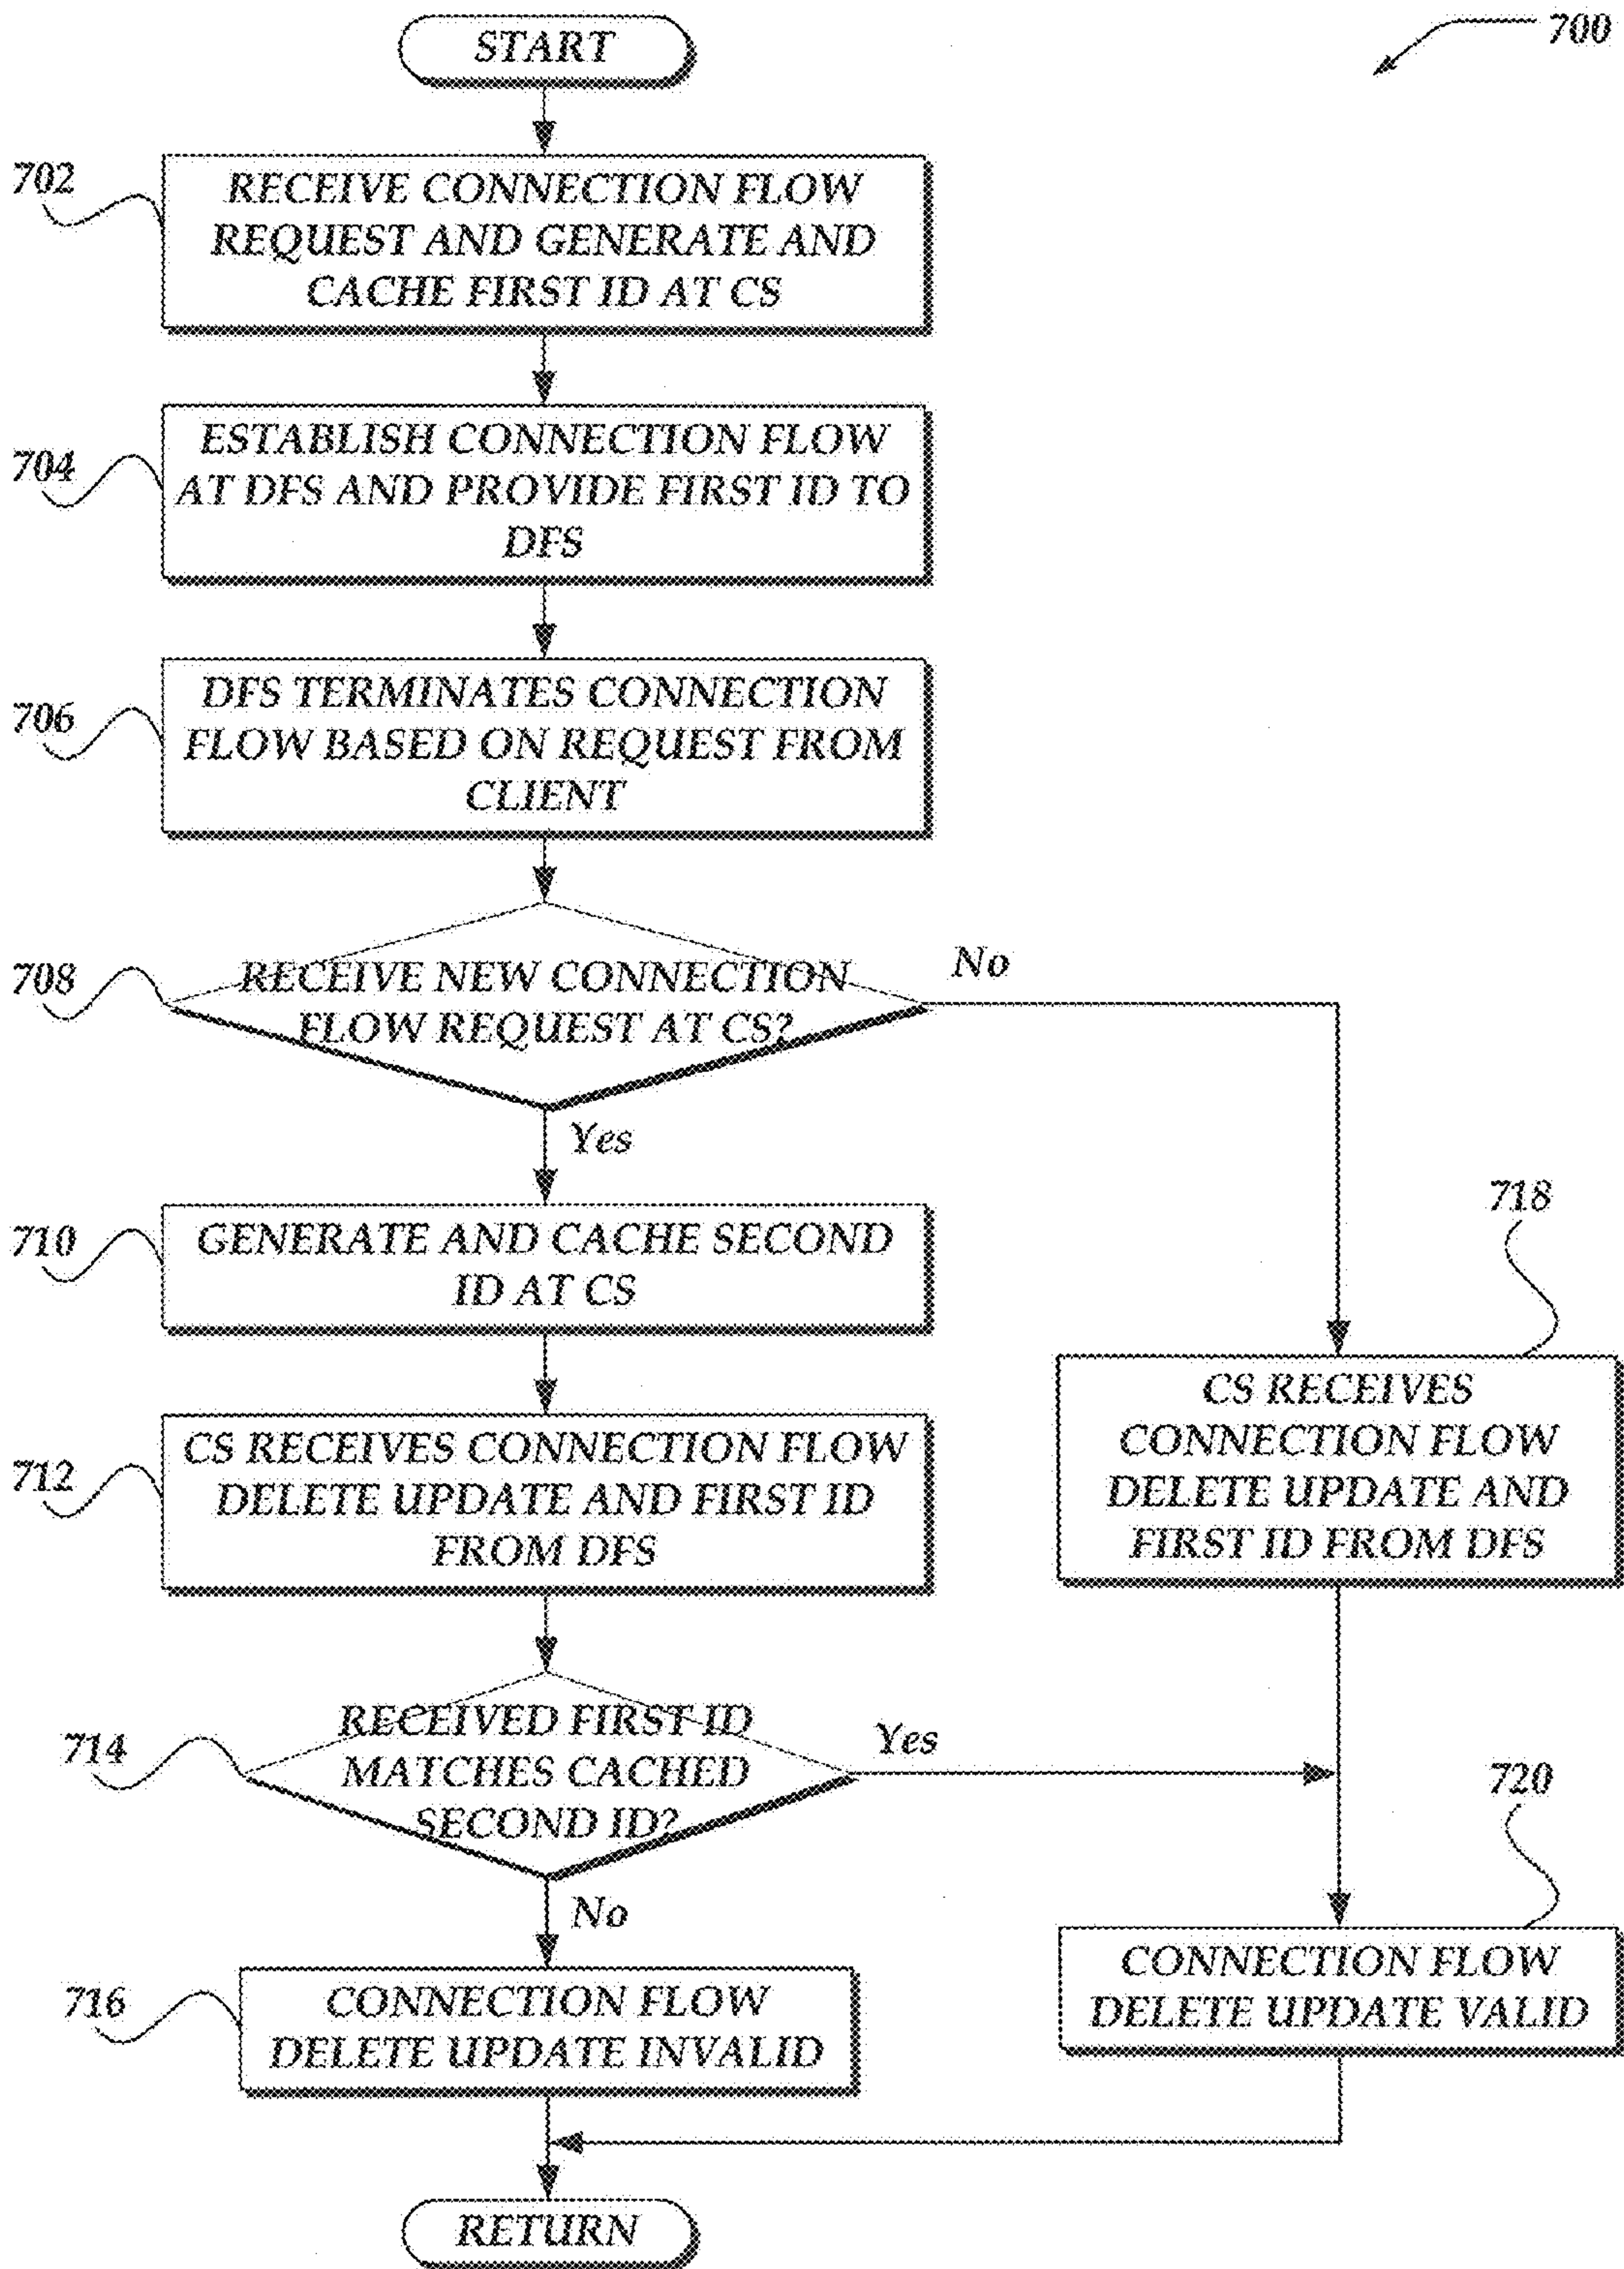 START
700
702
RECEIVE CONNECTION FLOW
REQUEST AND GENERATE AND
CACHE FIRST ID AT CS
704
ESTABLISH CONNECTION FLOW
AT DFS AND PROVIDE FIRST ID TO
DFS
706
DFS TERMINATES CONNECTION
FLOW BASED ON REQUEST FROM
CLIENT
708
RECEIVE NEW CONNECTION
FLOW REQUEST AT CS?
No
Yes
710
GENERATE AND CACHE SECOND
ID AT CS
712
CS RECEIVES CONNECTION FLOW
DELETE UPDATE AND FIRST ID
FROM DFS
718
CS RECEIVES
CONNECTION FLOW
DELETE UPDATE AND
FIRST ID FROM DFS
714
RECEIVED FIRST ID
MATCHES CACHED
SECOND ID?
Yes
No
716
CONNECTION FLOW
DELETE UPDATE INVALID
720
CONNECTION FLOW
DELETE UPDATE VALID
RETURN